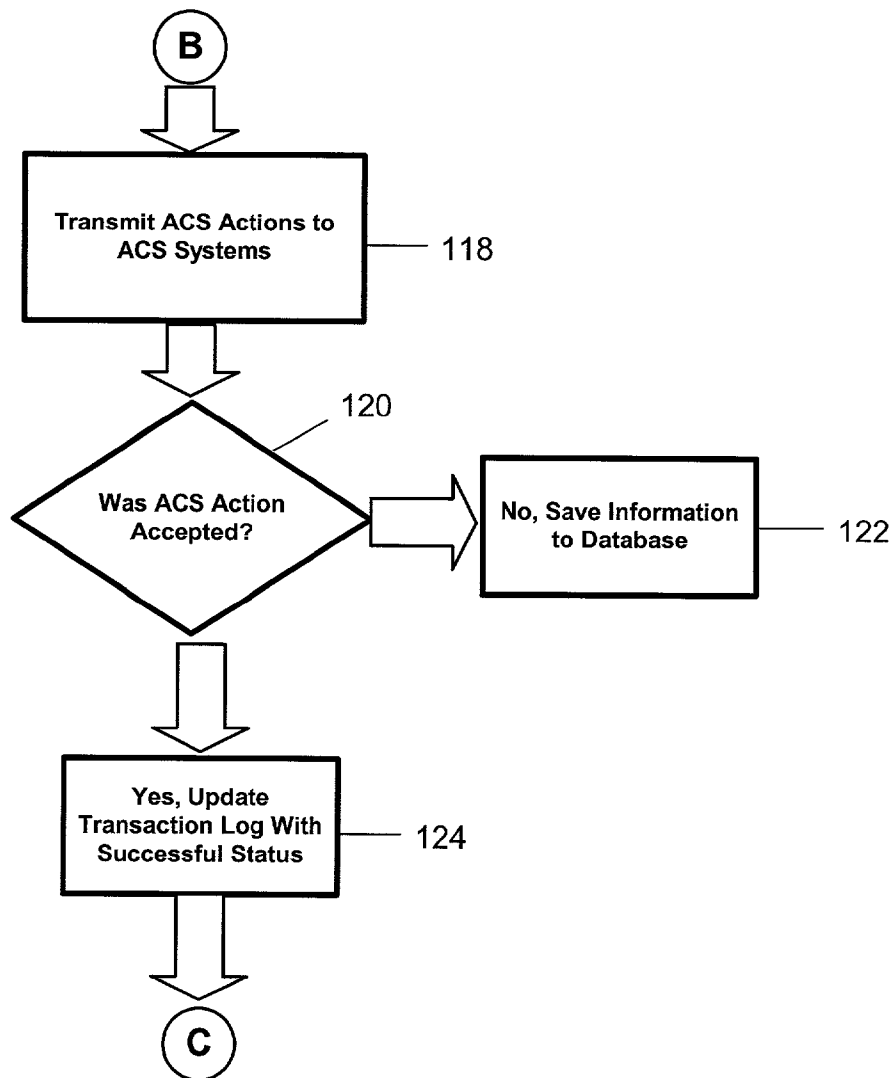 B
Transmit ACS Actions to
ACS Systems
118
120
Was ACS Action
Accepted?
No, Save Information
to Database
122
Yes, Update
Transaction Log With
Successful Status
124
C